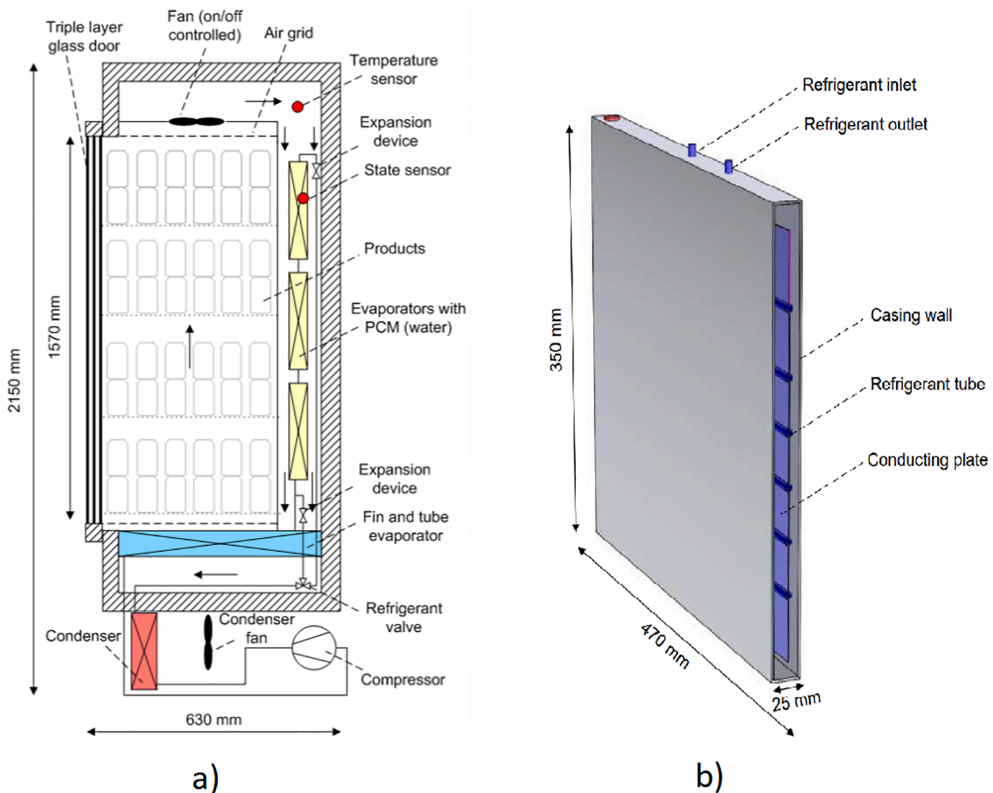 Triple layer
glass door
Fan (on/off
controlled)
Air grid
Temperature
sensor
Expansion
device
State sensor
Products
Evaporators with
PCM (water)
Expansion
device
Fin and tube
evaporator
Refrigerant
valve
Condenser
fan
Condenser
Compressor
2150 mm
1570 mm
630 mm
a)
Refrigerant inlet
Refrigerant outlet
Casing wall
Refrigerant tube
Conducting plate
350 mm
470 mm
25 mm
b)